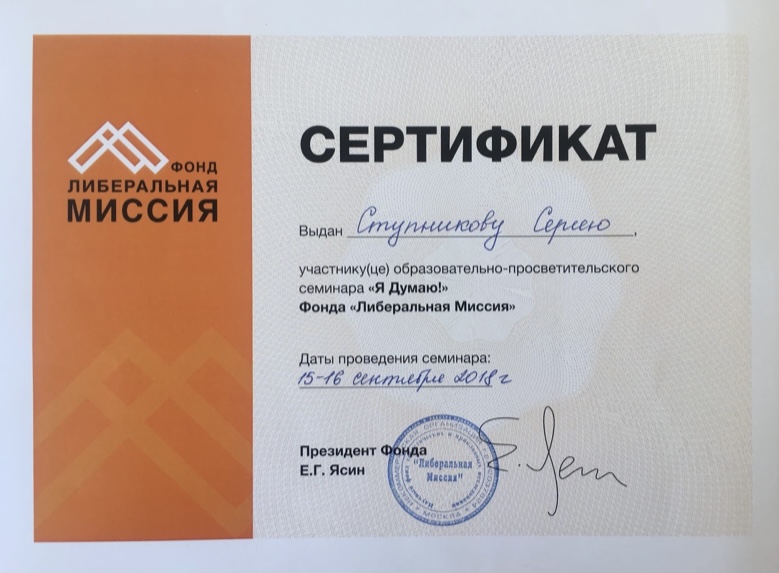 ФОНД
ЛИБЕРАЛЬНАЯ
МИССИЯ
СЕРТИФИКАТ
Выдан Ступникову Сергею,
участнику(це) образовательно-просветительского
семинара «Я Думаю!»
Фонда «Либеральная Миссия»
Даты проведения семинара:
15-16 сентября 2018 г
Президент Фонда
Е.Г. Ясин
"Либеральная
Миссия"
МОСКВА